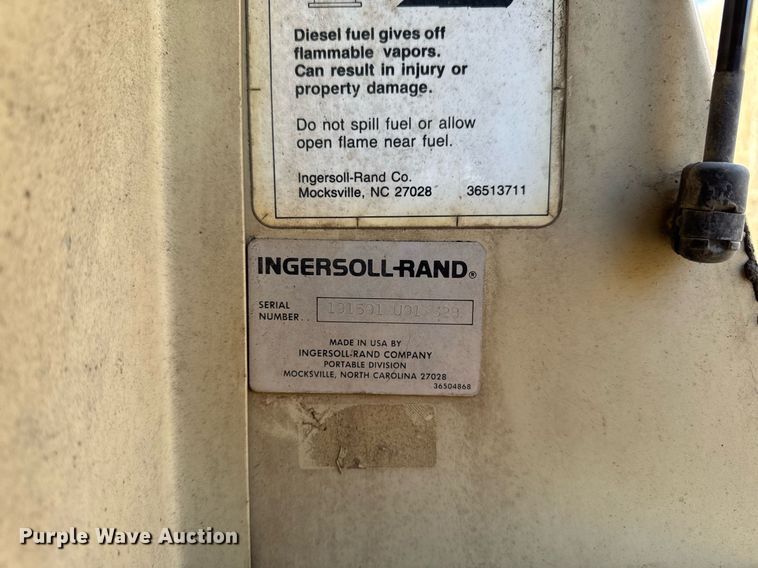 Diesel fuel gives off
flammable vapors.
Can result in injury or
property damage.
Do not spill fuel or allow
open flame near fuel.
Ingersoll-Rand Co.
Mocksville, NC 27028 36513711
INGERSOLL-RAND®
SERIAL
NUMBER..
MADE IN USA BY
INGERSOLL-RAND COMPANY
PORTABLE DIVISION
MOCKSVILLE, NORTH CAROLINA 27028
36504868
Purple Wave Auction